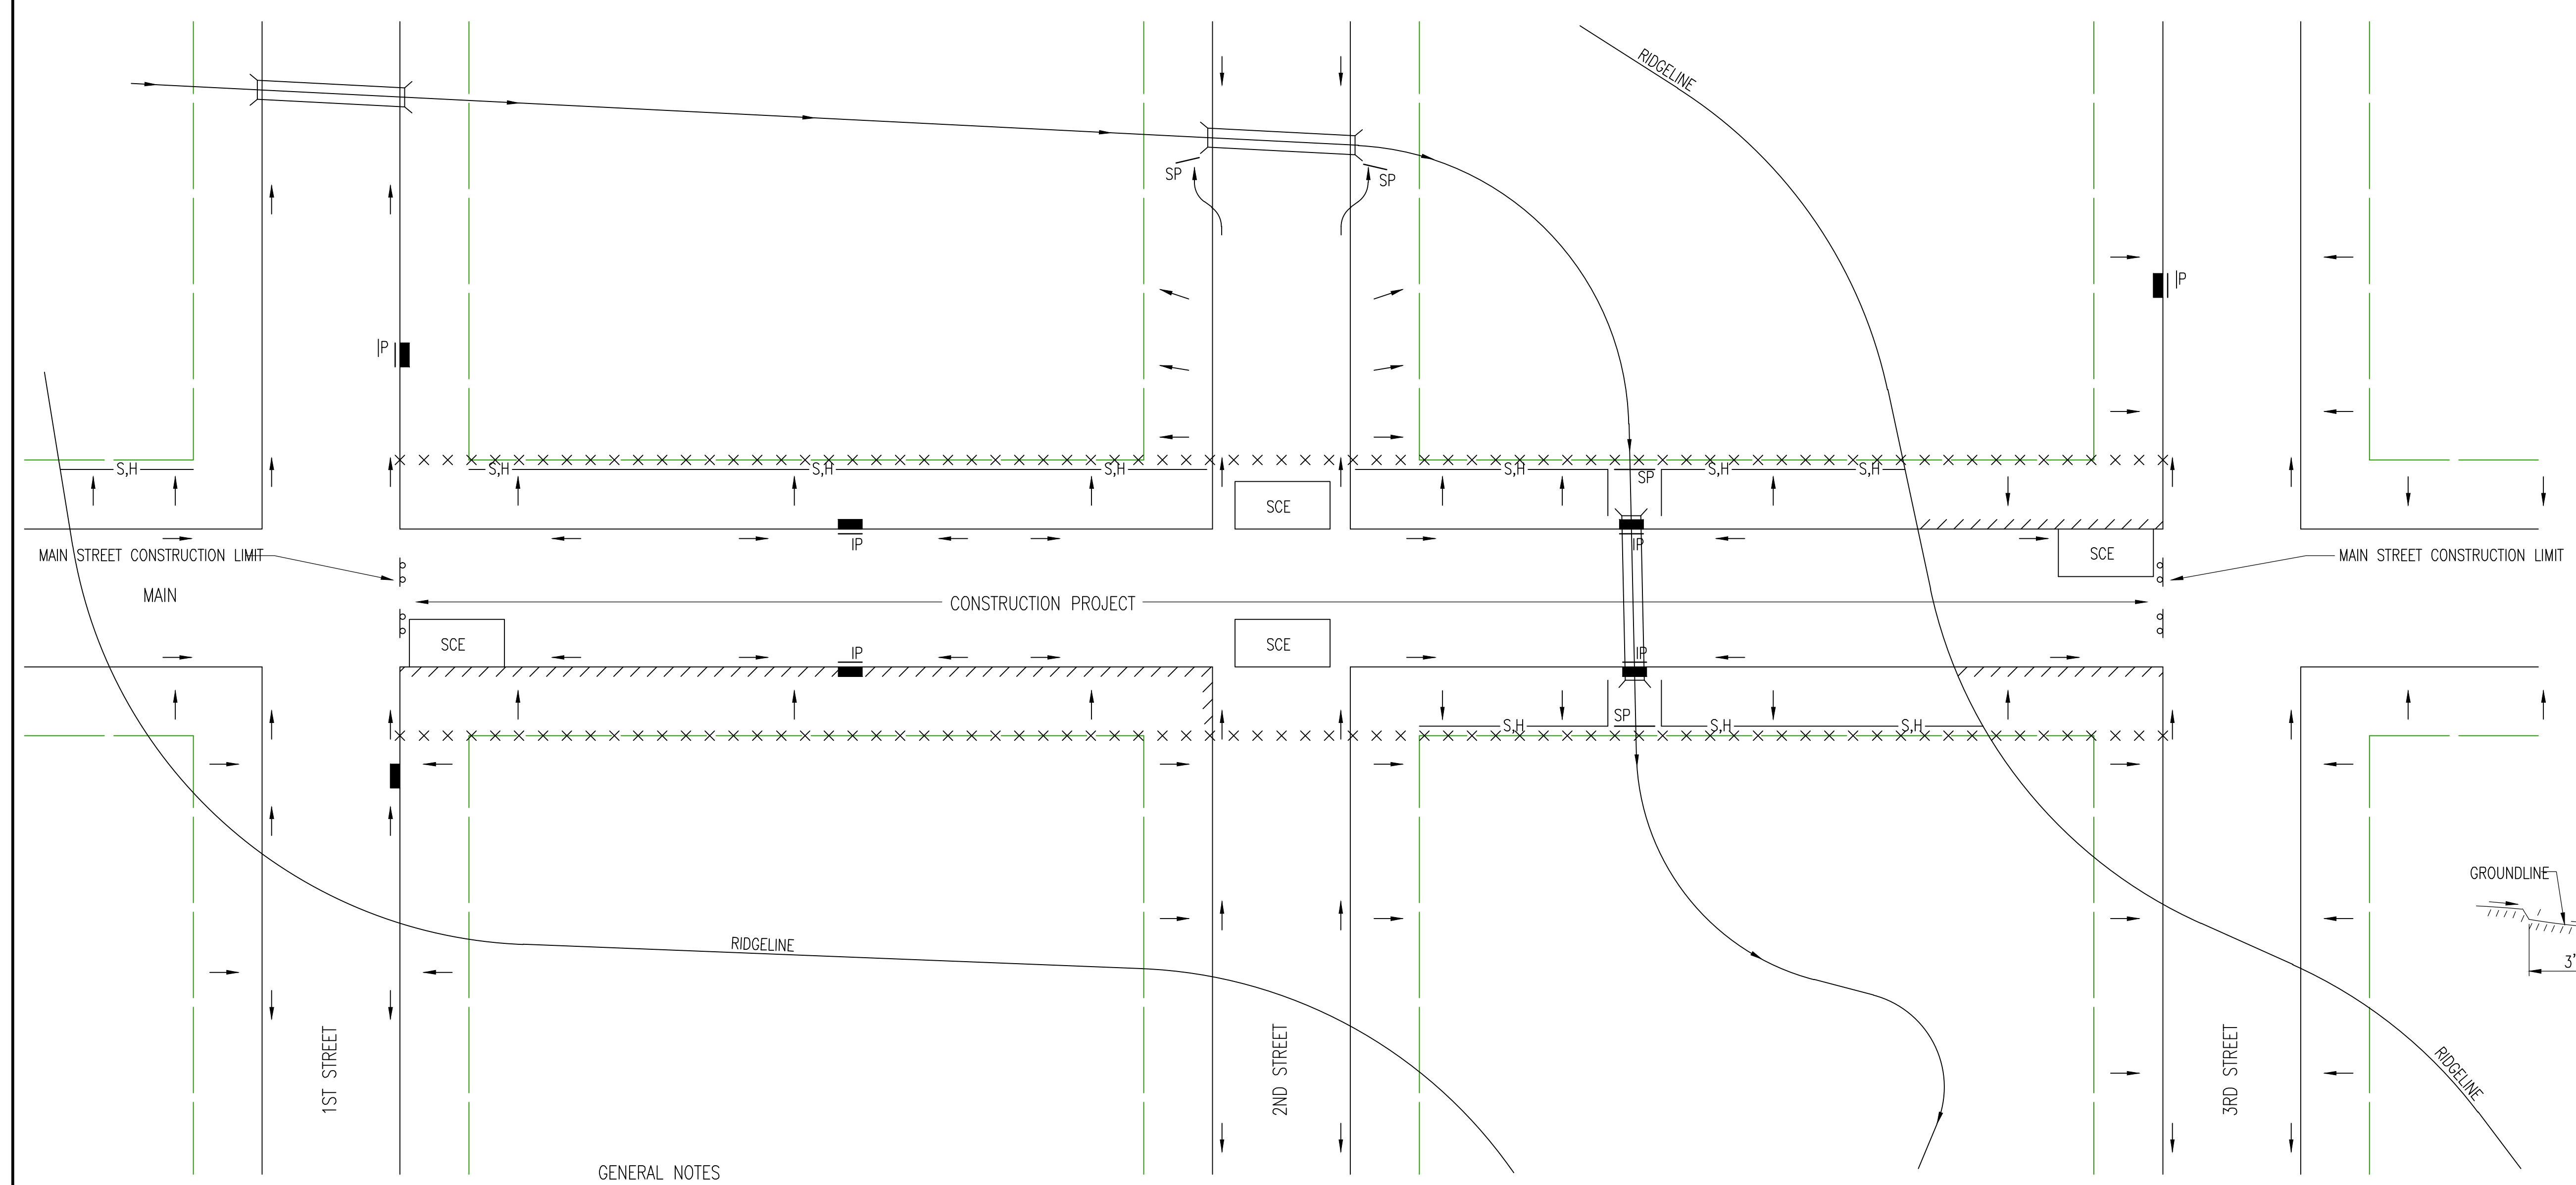 RIDGELINE
SP
SP
IP
IP
S,H
S,H
S,H
S,H
S,H
S,H
S,H
SP
SCE
IP
IP
MAIN STREET CONSTRUCTION LIMIT
SCE
MAIN STREET CONSTRUCTION LIMIT
MAIN
CONSTRUCTION PROJECT
SCE
SCE
IP
IP
SP
S,H
S,H
S,H
GROUNDLINE
RIDGELINE
3'
1ST STREET
2ND STREET
3RD STREET
RIDGELINE
GENERAL NOTES